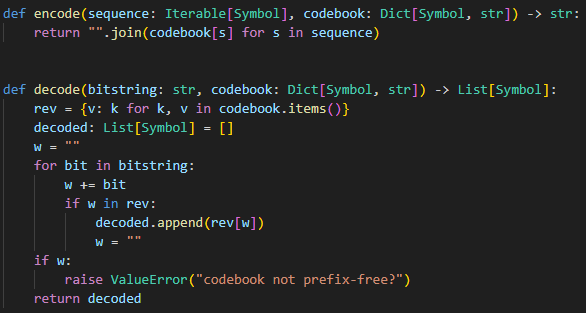 def encode(sequence: Iterable[Symbol], codebook: Dict[Symbol, str]) -> str:
    return "".join(codebook[s] for s in sequence)
def decode(bitstring: str, codebook: Dict[Symbol, str]) -> List[Symbol]:
    rev = {v: k for k, v in codebook.items()}
    decoded: List[Symbol] = []
    w = ""
    for bit in bitstring:
        w += bit
        if w in rev:
            decoded.append(rev[w])
            w = ""
    if w:
        raise ValueError("codebook not prefix-free?")
    return decoded